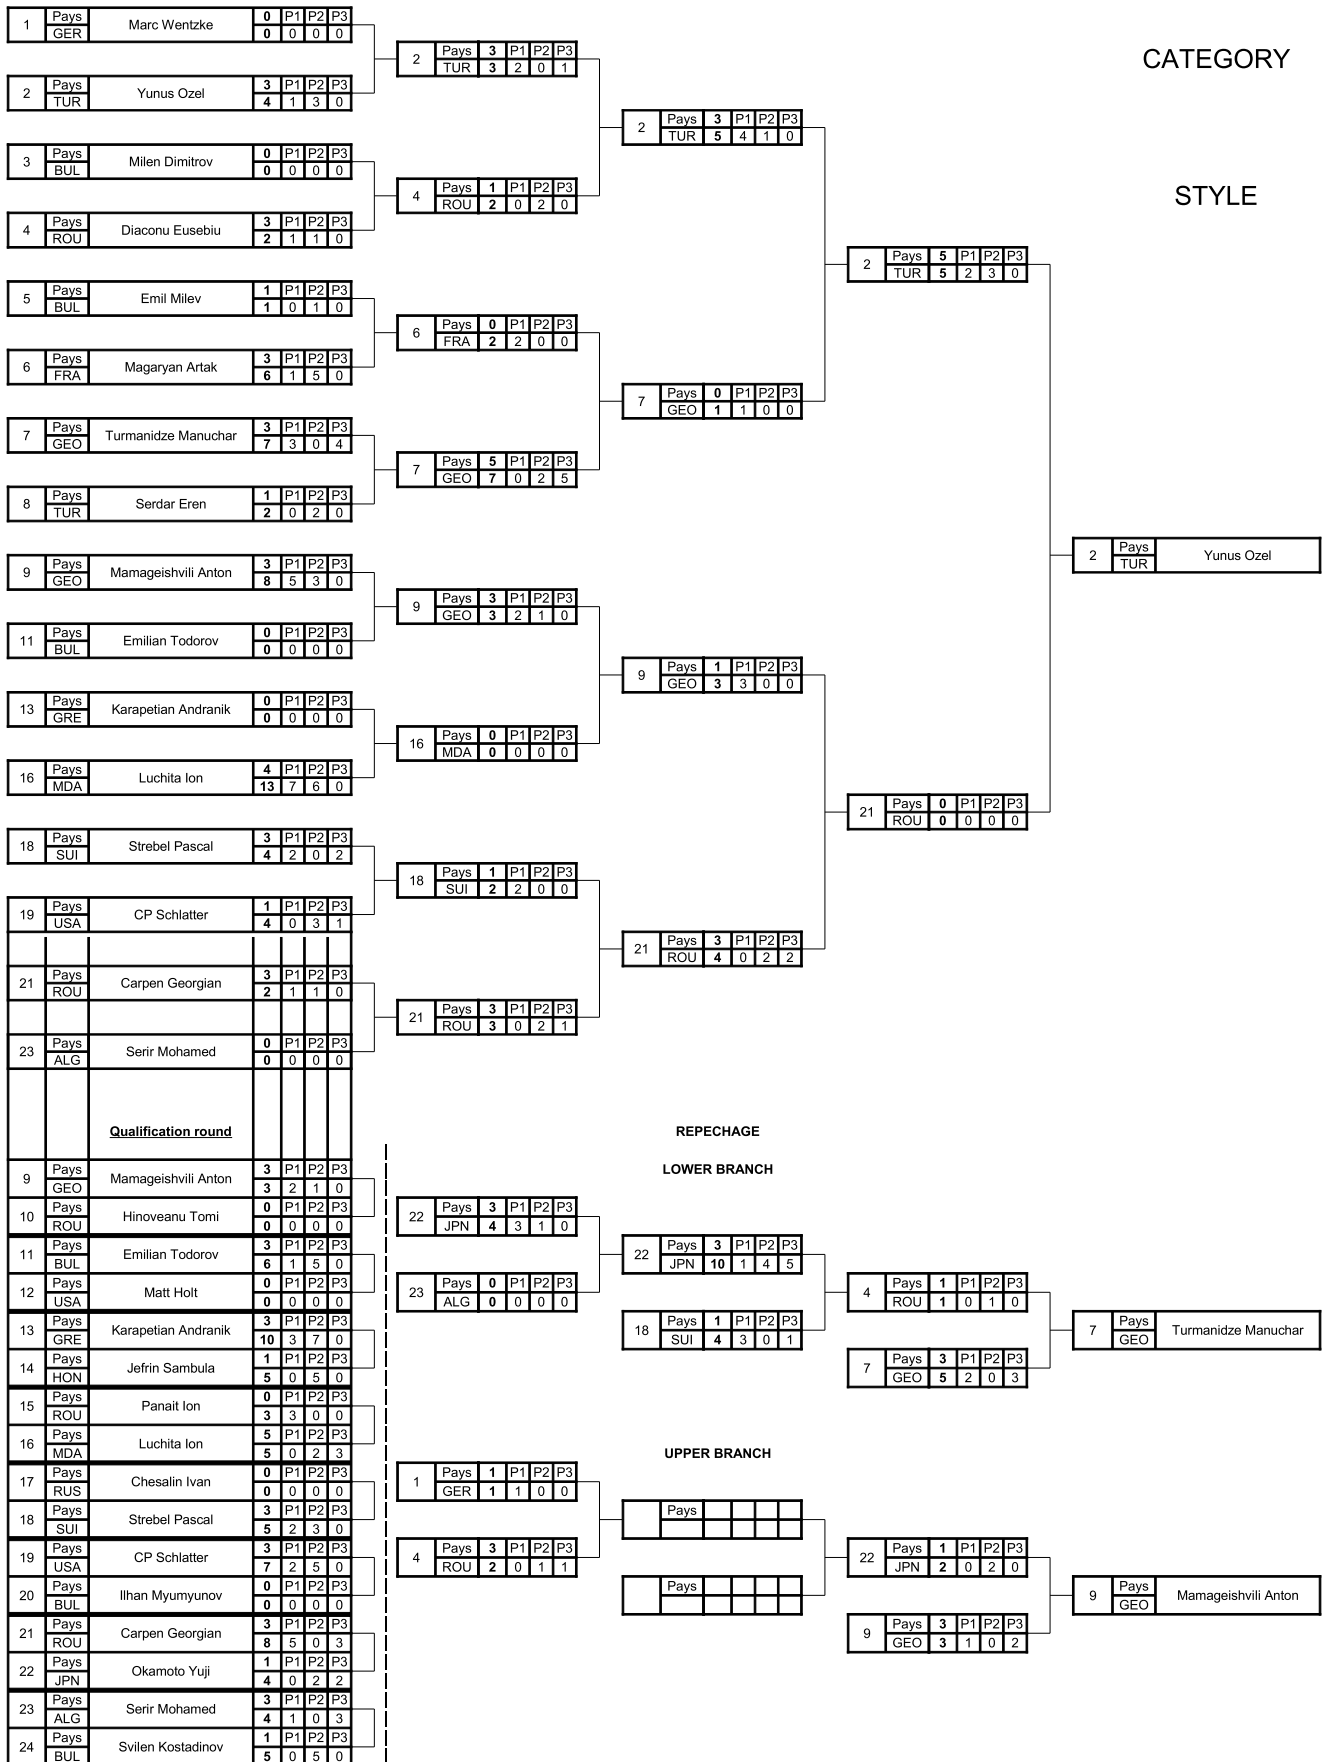 CATEGORY
STYLE
1 Pays GER Marc Wentzke 0 P1 P2 P3
0 0 0 0
2 Pays TUR Yunus Ozel 3 P1 P2 P3
4 1 3 0
3 Pays BUL Milen Dimitrov 0 P1 P2 P3
0 0 0 0
4 Pays ROU Diaconu Eusebiu 3 P1 P2 P3
2 1 1 0
5 Pays BUL Emil Milev 1 P1 P2 P3
1 0 1 0
6 Pays FRA Magaryan Artak 3 P1 P2 P3
6 1 5 0
7 Pays GEO Turmanidze Manuchar 3 P1 P2 P3
7 3 0 4
8 Pays TUR Serdar Eren 1 P1 P2 P3
2 0 2 0
9 Pays GEO Mamageishvili Anton 3 P1 P2 P3
8 5 3 0
11 Pays BUL Emilian Todorov 0 P1 P2 P3
0 0 0 0
13 Pays GRE Karapetian Andranik 0 P1 P2 P3
0 0 0 0
16 Pays MDA Luchita Ion 4 P1 P2 P3
13 7 6 0
18 Pays SUI Strebel Pascal 3 P1 P2 P3
4 2 0 2
19 Pays USA CP Schlatter 1 P1 P2 P3
4 0 3 1
21 Pays ROU Carpen Georgian 3 P1 P2 P3
2 1 1 0
23 Pays ALG Serir Mohamed 0 P1 P2 P3
0 0 0 0
2 Pays 3 P1 P2 P3
TUR 3 2 0 1
4 Pays 1 P1 P2 P3
ROU 2 0 2 0
6 Pays 0 P1 P2 P3
FRA 2 2 0 0
7 Pays 5 P1 P2 P3
GEO 7 0 2 5
9 Pays 3 P1 P2 P3
GEO 3 2 1 0
16 Pays 0 P1 P2 P3
MDA 0 0 0 0
18 Pays 1 P1 P2 P3
SUI 2 2 0 0
21 Pays 3 P1 P2 P3
ROU 3 0 2 1
2 Pays 3 P1 P2 P3
TUR 5 4 1 0
7 Pays 0 P1 P2 P3
GEO 1 1 0 0
9 Pays 1 P1 P2 P3
GEO 3 3 0 0
21 Pays 3 P1 P2 P3
ROU 4 0 2 2
2 Pays 5 P1 P2 P3
TUR 5 2 3 0
21 Pays 0 P1 P2 P3
ROU 0 0 0 0
2 Pays TUR Yunus Ozel
Qualification round
9 Pays GEO Mamageishvili Anton 3 P1 P2 P3
3 2 1 0
10 Pays ROU Hinoveanu Tomi 0 P1 P2 P3
0 0 0 0
11 Pays BUL Emilian Todorov 3 P1 P2 P3
6 1 5 0
12 Pays USA Matt Holt 0 P1 P2 P3
0 0 0 0
13 Pays GRE Karapetian Andranik 3 P1 P2 P3
10 3 7 0
14 Pays HON Jefrin Sambula 1 P1 P2 P3
5 0 5 0
15 Pays ROU Panait Ion 0 P1 P2 P3
3 3 0 0
16 Pays MDA Luchita Ion 5 P1 P2 P3
5 0 2 3
17 Pays RUS Chesalin Ivan 0 P1 P2 P3
0 0 0 0
18 Pays SUI Strebel Pascal 3 P1 P2 P3
5 2 3 0
19 Pays USA CP Schlatter 3 P1 P2 P3
7 2 5 0
20 Pays BUL Ilhan Myumyunov 0 P1 P2 P3
0 0 0 0
21 Pays ROU Carpen Georgian 3 P1 P2 P3
8 5 0 3
22 Pays JPN Okamoto Yuji 1 P1 P2 P3
4 0 2 2
23 Pays ALG Serir Mohamed 3 P1 P2 P3
4 1 0 3
24 Pays BUL Svilen Kostadinov 1 P1 P2 P3
5 0 5 0
REPECHAGE
LOWER BRANCH
22 Pays 3 P1 P2 P3
JPN 4 3 1 0
23 Pays 0 P1 P2 P3
ALG 0 0 0 0
22 Pays 3 P1 P2 P3
JPN 10 1 4 5
18 Pays 1 P1 P2 P3
SUI 4 3 0 1
4 Pays 1 P1 P2 P3
ROU 1 0 1 0
7 Pays 3 P1 P2 P3
GEO 5 2 0 3
7 Pays GEO Turmanidze Manuchar
UPPER BRANCH
1 Pays 1 P1 P2 P3
GER 1 1 0 0
4 Pays 3 P1 P2 P3
ROU 2 0 1 1
Pays
Pays
22 Pays 1 P1 P2 P3
JPN 2 0 2 0
9 Pays 3 P1 P2 P3
GEO 3 1 0 2
9 Pays GEO Mamageishvili Anton